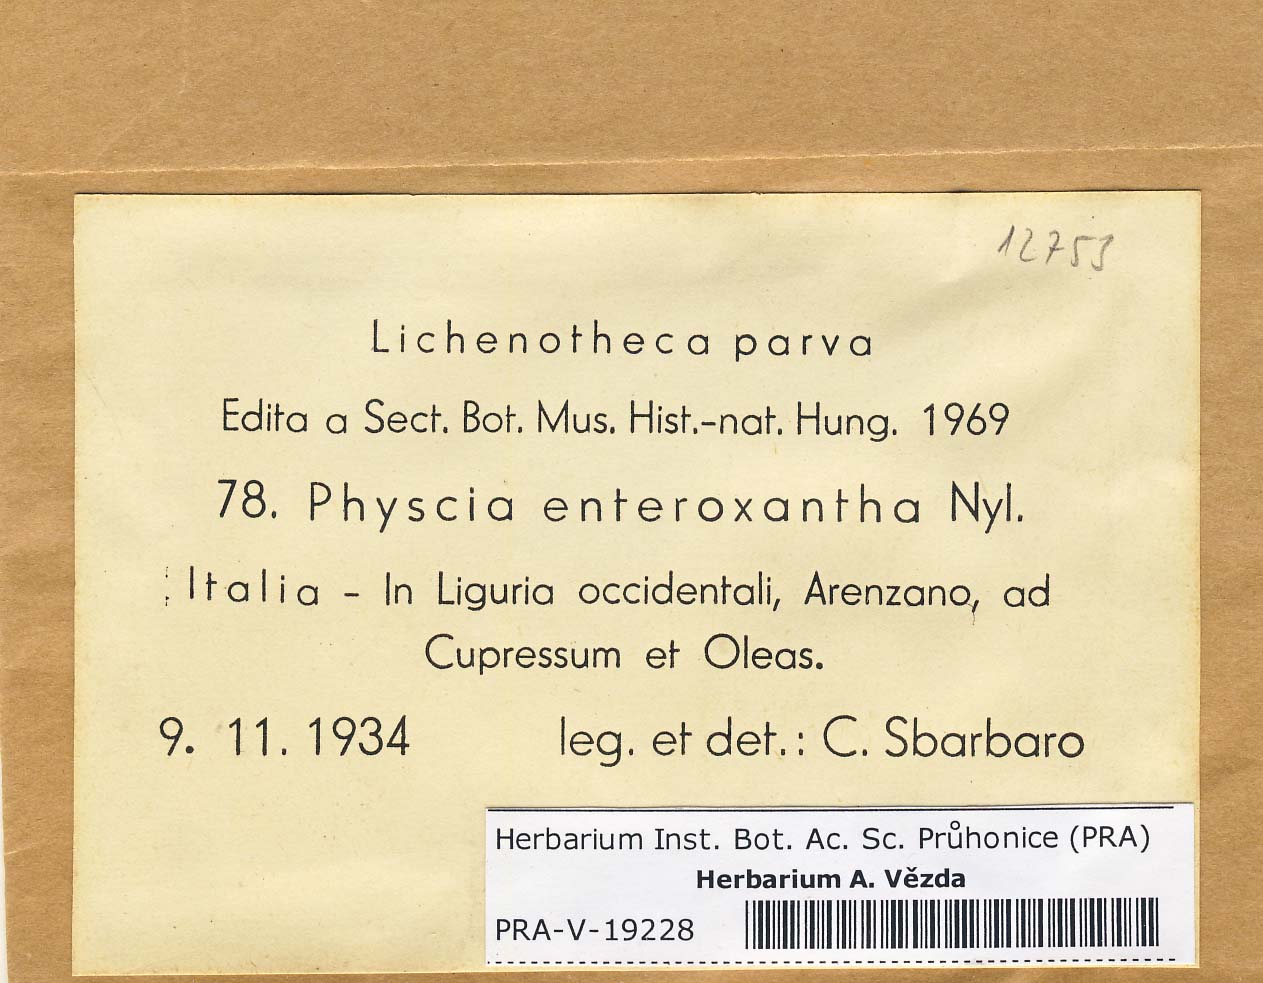 12753
Lichenotheca parva
Edita a Sect. Bot. Mus. Hist.-nat. Hung. 1969
78. Physcia enteroxantha Nyl.
Italia – In Liguria occidentali, Arenzano, ad
Cupressum et Oleas.
9. 11. 1934 leg. et det.: C. Sbarbaro
Herbarium Inst. Bot. Ac. Sc. Průhonice (PRA)
Herbarium A. Vězda
PRA-V-19228